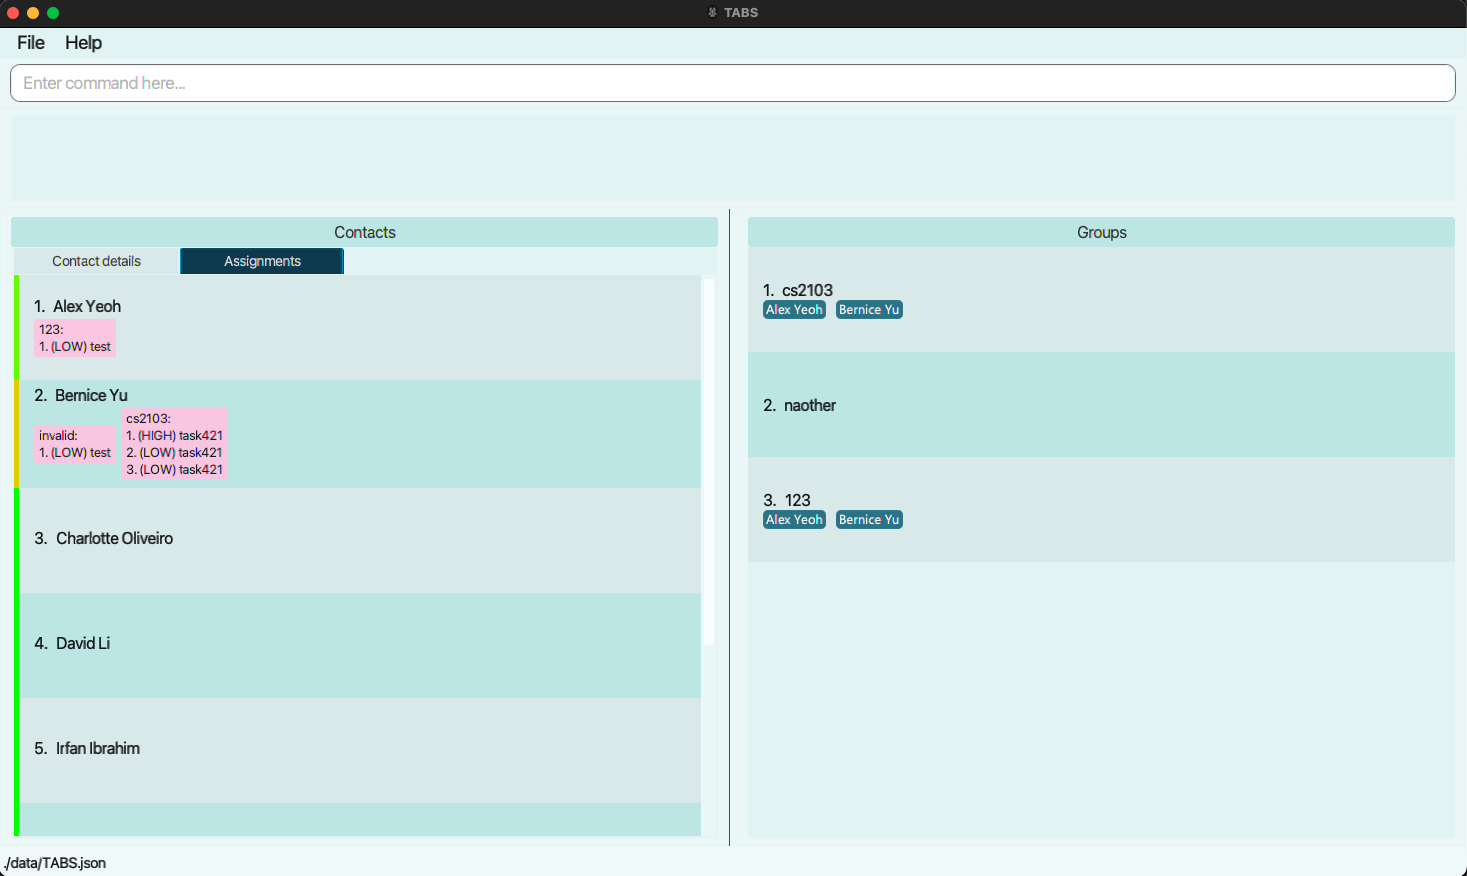 TABS
File Help
Enter command here...
Contacts
Contact details Assignments
1. Alex Yeoh
123:
1. (LOW) test
2. Bernice Yu
invalid:
1. (LOW) test
cs2103:
1. (HIGH) task421
2. (LOW) task421
3. (LOW) task421
3. Charlotte Oliveiro
4. David Li
5. Irfan Ibrahim
Groups
1. cs2103
Alex Yeoh Bernice Yu
2. naother
3. 123
Alex Yeoh Bernice Yu
./data/TABS.json